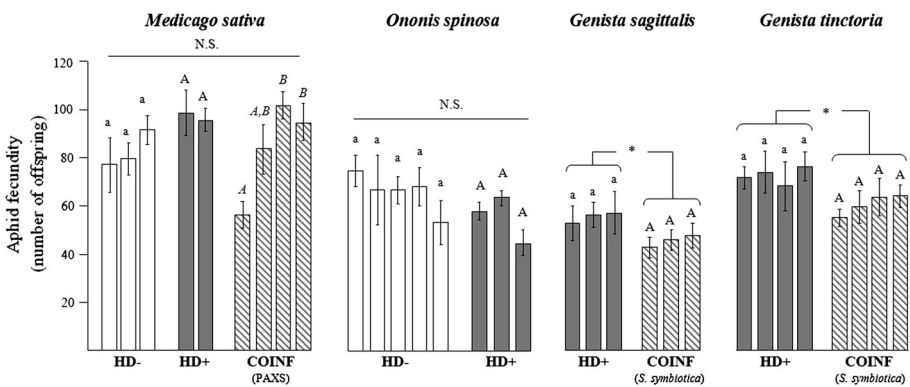 Medicago sativa
Ononis spinosa
Genista sagittalis
Genista tinctoria
N.S.
N.S.
*
*
Aphid fecundity
(number of offspring)
120
100
80
60
40
20
a a a A A A A,B B B
a a a a a A A A
a a a A A A
a a a a A A A A
HD- HD+ COINF
(PAXS)
HD- HD+
HD+ COINF
(S. symbiotica)
HD+ COINF
(S. symbiotica)